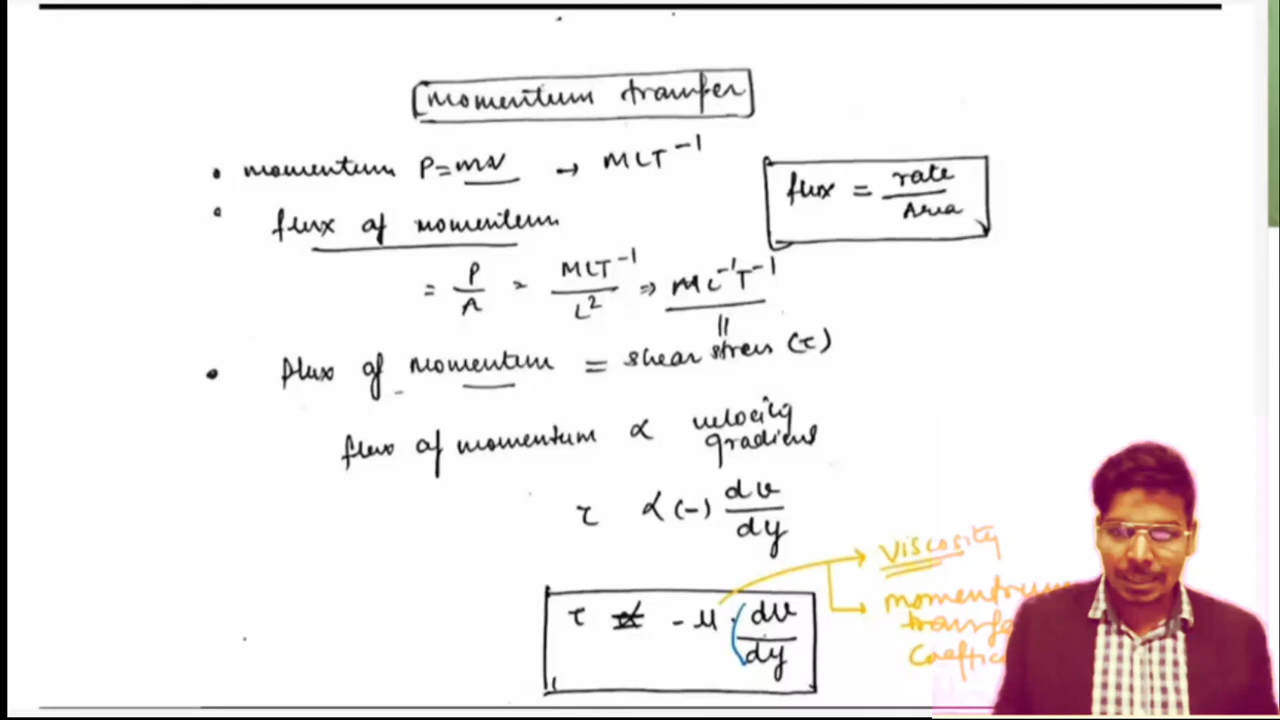 momentum transfer
• momentum P=mv → MLT⁻¹
flux = rate / Area
• flux of momentum
= P/A = MLT⁻¹/L² ⇒ ML⁻¹T⁻¹
||
• flux of momentum = shear stress (τ)
flux of momentum ∝ velocity
gradient
τ ∝ (-) dv/dy
viscosity
τ ∝ = -μ · (dv/dy
momentum
transfe
Coeffic